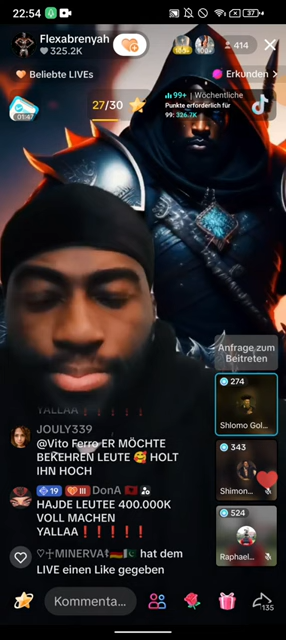 22:54
37
Flexabrenyah
325.2K
414
Beliebte LIVEs
Erkunden
01:47
27/30
99+ | Wöchentliche
Punkte erforderlich für
99: 326.7K
Anfrage zum
Beitreten
274
Shlomo Gol...
343
Shimon...
524
Raphael...
YALLAA❗❗❗❗❗
JOULY339
@Vito Ferro ER MÖCHTE
BEKEHREN LEUTE 🥰 HOLT
IHN HOCH
19 III DonA 🇦🇱
HAJDE LEUTEE 400.000K
VOLL MACHEN
YALLAA❗❗❗❗❗
♡☥MINERVA☥🇩🇪🇵🇰 hat dem
LIVE einen Like gegeben
Kommenta...
135